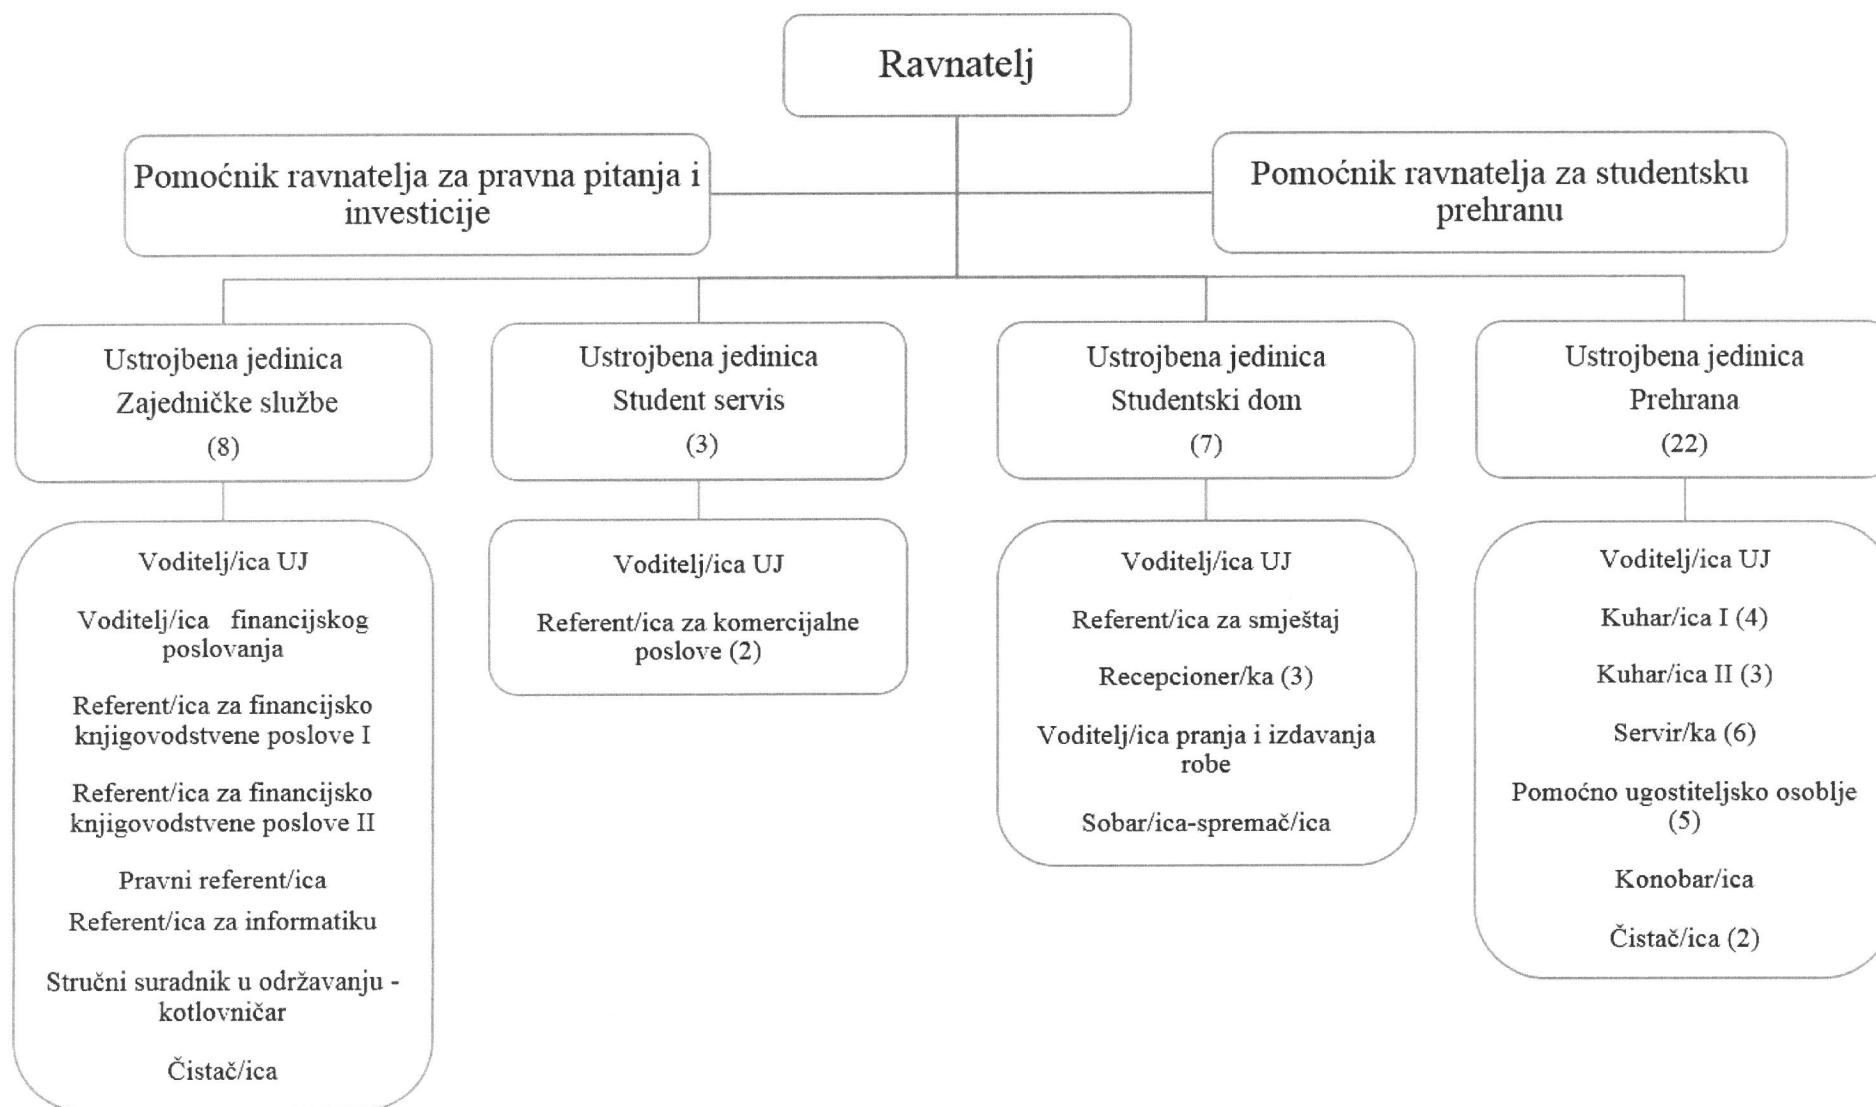 Ravnatelj
Pomoćnik ravnatelja za pravna pitanja i
investicije
Pomoćnik ravnatelja za studentsku
prehranu
Ustrojbena jedinica
Zajedničke službe
(8)
Ustrojbena jedinica
Student servis
(3)
Ustrojbena jedinica
Studentski dom
(7)
Ustrojbena jedinica
Prehrana
(22)
Voditelj/ica UJ
Voditelj/ica financijskog
poslovanja
Referent/ica za financijsko
knjigovodstvene poslove I
Referent/ica za financijsko
knjigovodstvene poslove II
Pravni referent/ica
Referent/ica za informatiku
Stručni suradnik u održavanju -
kotlovničar
Čistač/ica
Voditelj/ica UJ
Referent/ica za komercijalne
poslove (2)
Voditelj/ica UJ
Referent/ica za smještaj
Recepcioner/ka (3)
Voditelj/ica pranja i izdavanja
robe
Sobar/ica-spremač/ica
Voditelj/ica UJ
Kuhar/ica I (4)
Kuhar/ica II (3)
Servir/ka (6)
Pomoćno ugostiteljsko osoblje
(5)
Konobar/ica
Čistač/ica (2)